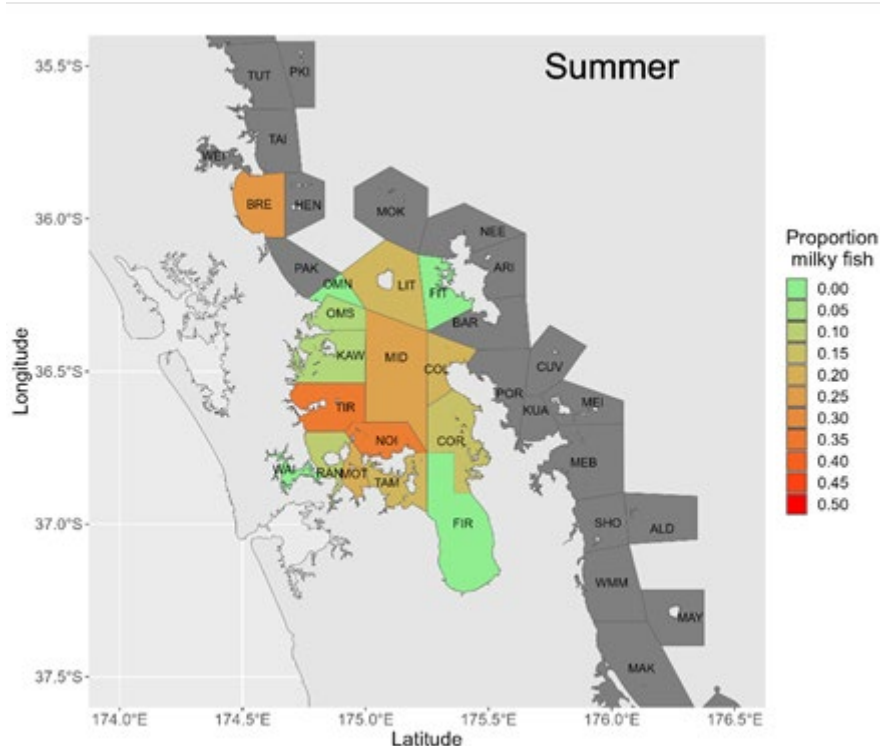 Summer
35.5°S
36.0°S
36.5°S
37.0°S
37.5°S
Longitude
174.0°E 174.5°E 175.0°E 175.5°E 176.0°E 176.5°E
Latitude
TUT PKI
TAI
WEI
BRE HEN
MOK
NEE
PAK
ARI
OMN LIT FIT
OMS
BAR
KAW MID COL
CUV
POR
TIR
KUA MEI
NOI COR
WAI RAN MOT TAM
MEB
FIR
SHO ALD
WMM
MAY
MAK
Proportion
milky fish
0.00
0.05
0.10
0.15
0.20
0.25
0.30
0.35
0.40
0.45
0.50